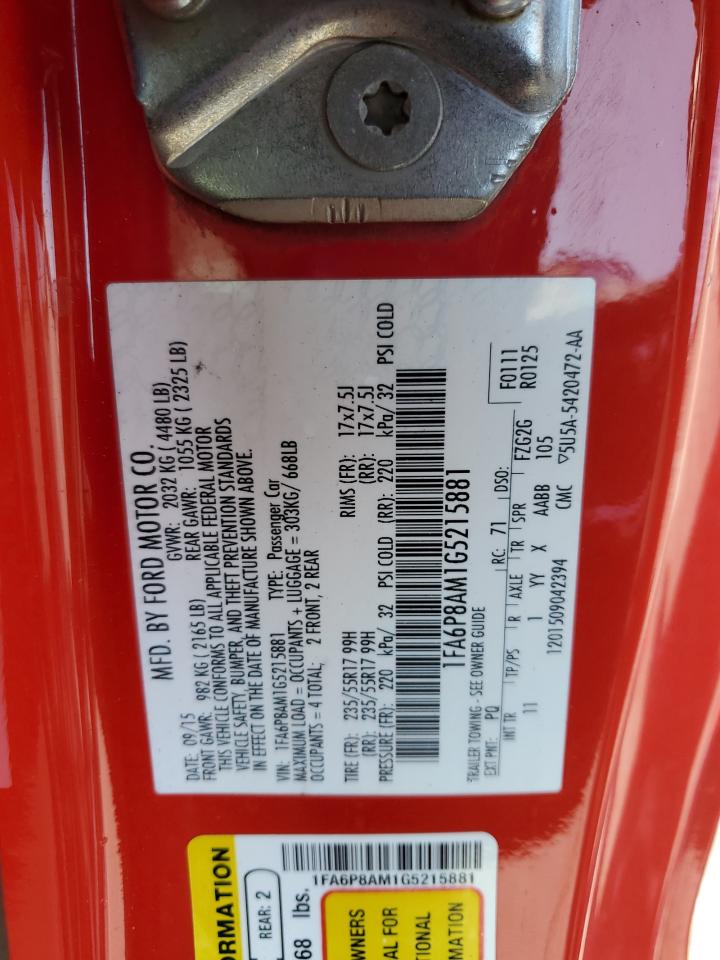 MFD. BY FORD MOTOR CO.
DATE: 09/15 GVWR: 2032 KG ( 4480 LB)
FRONT GAWR: 982 KG ( 2165 LB) REAR GAWR: 1055 KG ( 2325 LB)
THIS VEHICLE CONFORMS TO ALL APPLICABLE FEDERAL MOTOR
VEHICLE SAFETY, BUMPER, AND THEFT PREVENTION STANDARDS
IN EFFECT ON THE DATE OF MANUFACTURE SHOWN ABOVE.
VIN: 1FA6P8AM1G5215881 TYPE: Passenger Car
MAXIMUM LOAD = OCCUPANTS + LUGGAGE = 303KG/ 668LB
OCCUPANTS = 4 TOTAL; 2 FRONT, 2 REAR
TIRE (FR): 235/55R17 99H RIMS (FR): 17x7.5J
(RR): 235/55R17 99H (RR): 17x7.5J
PRESSURE (FR): 220 kPa/ 32 PSI COLD (RR): 220 kPa/ 32 PSI COLD
1FA6P8AM1G5215881
TRAILER TOWING - SEE OWNER GUIDE F0111
EXT PNT: PQ RC: 71 DSO: FZG2G R0125
INT TR TP/PS R AXLE TR SPR 105
11 1 YY X AABB
1201509042394 CMC ▽5U5A-5420472-AA
1FA6P8AM1G5215881
ORMATION
REAR: 2
68 lbs.
WNERS
AL FOR
TIONAL
MATION